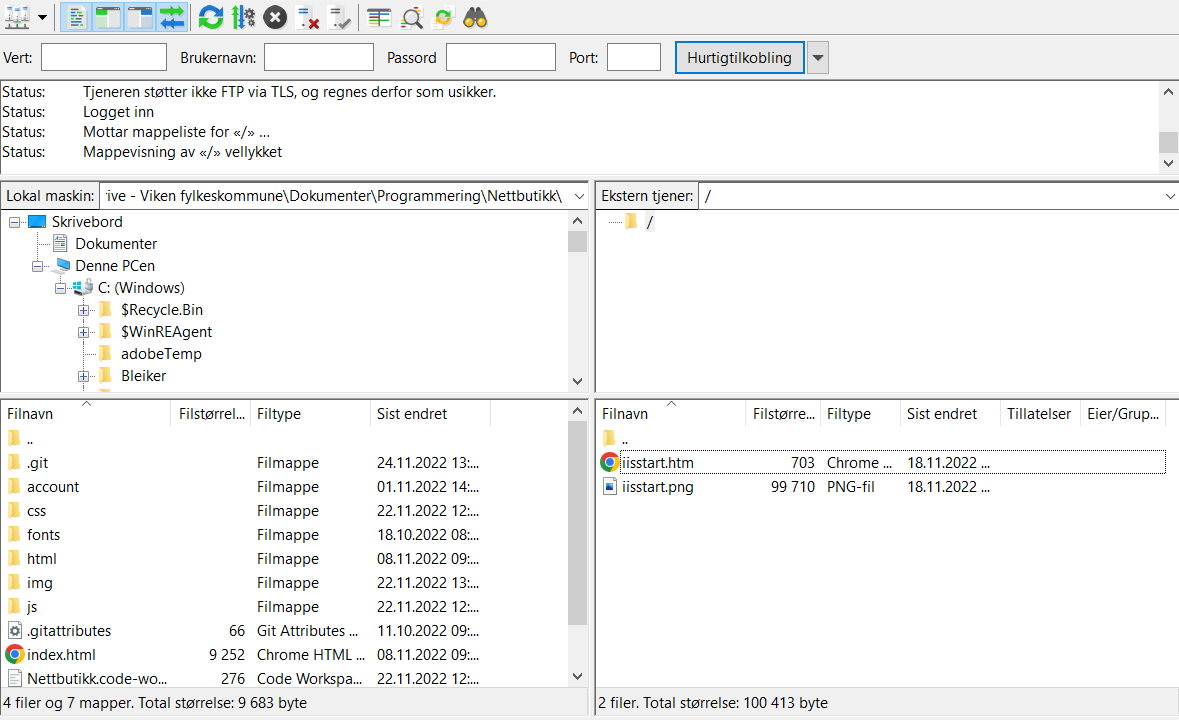 Vert: Brukernavn: Passord Port: Hurtigtilkobling
Status: Tjeneren støtter ikke FTP via TLS, og regnes derfor som usikker.
Status: Logget inn
Status: Mottar mappeliste for «/» ...
Status: Mappevisning av «/» vellykket
Lokal maskin: ive - Viken fylkeskommune\Dokumenter\Programmering\Nettbutikk\
Skrivebord
Dokumenter
Denne PCen
C: (Windows)
$Recycle.Bin
$WinREAgent
adobeTemp
Bleiker
Ekstern tjener: /
/
Filnavn Filstørrel... Filtype Sist endret
..
.git Filmappe 24.11.2022 13:...
account Filmappe 01.11.2022 14:...
css Filmappe 22.11.2022 12:...
fonts Filmappe 18.10.2022 08:...
html Filmappe 08.11.2022 09:...
img Filmappe 22.11.2022 13:...
js Filmappe 22.11.2022 12:...
.gitattributes 66 Git Attributes ... 11.10.2022 09:...
index.html 9 252 Chrome HTML ... 08.11.2022 09:...
Nettbutikk.code-wo... 276 Code Workspa... 22.11.2022 12:...
4 filer og 7 mapper. Total størrelse: 9 683 byte
Filnavn Filstørre... Filtype Sist endret Tillatelser Eier/Grup...
..
iisstart.htm 703 Chrome ... 18.11.2022 ...
iisstart.png 99 710 PNG-fil 18.11.2022 ...
2 filer. Total størrelse: 100 413 byte